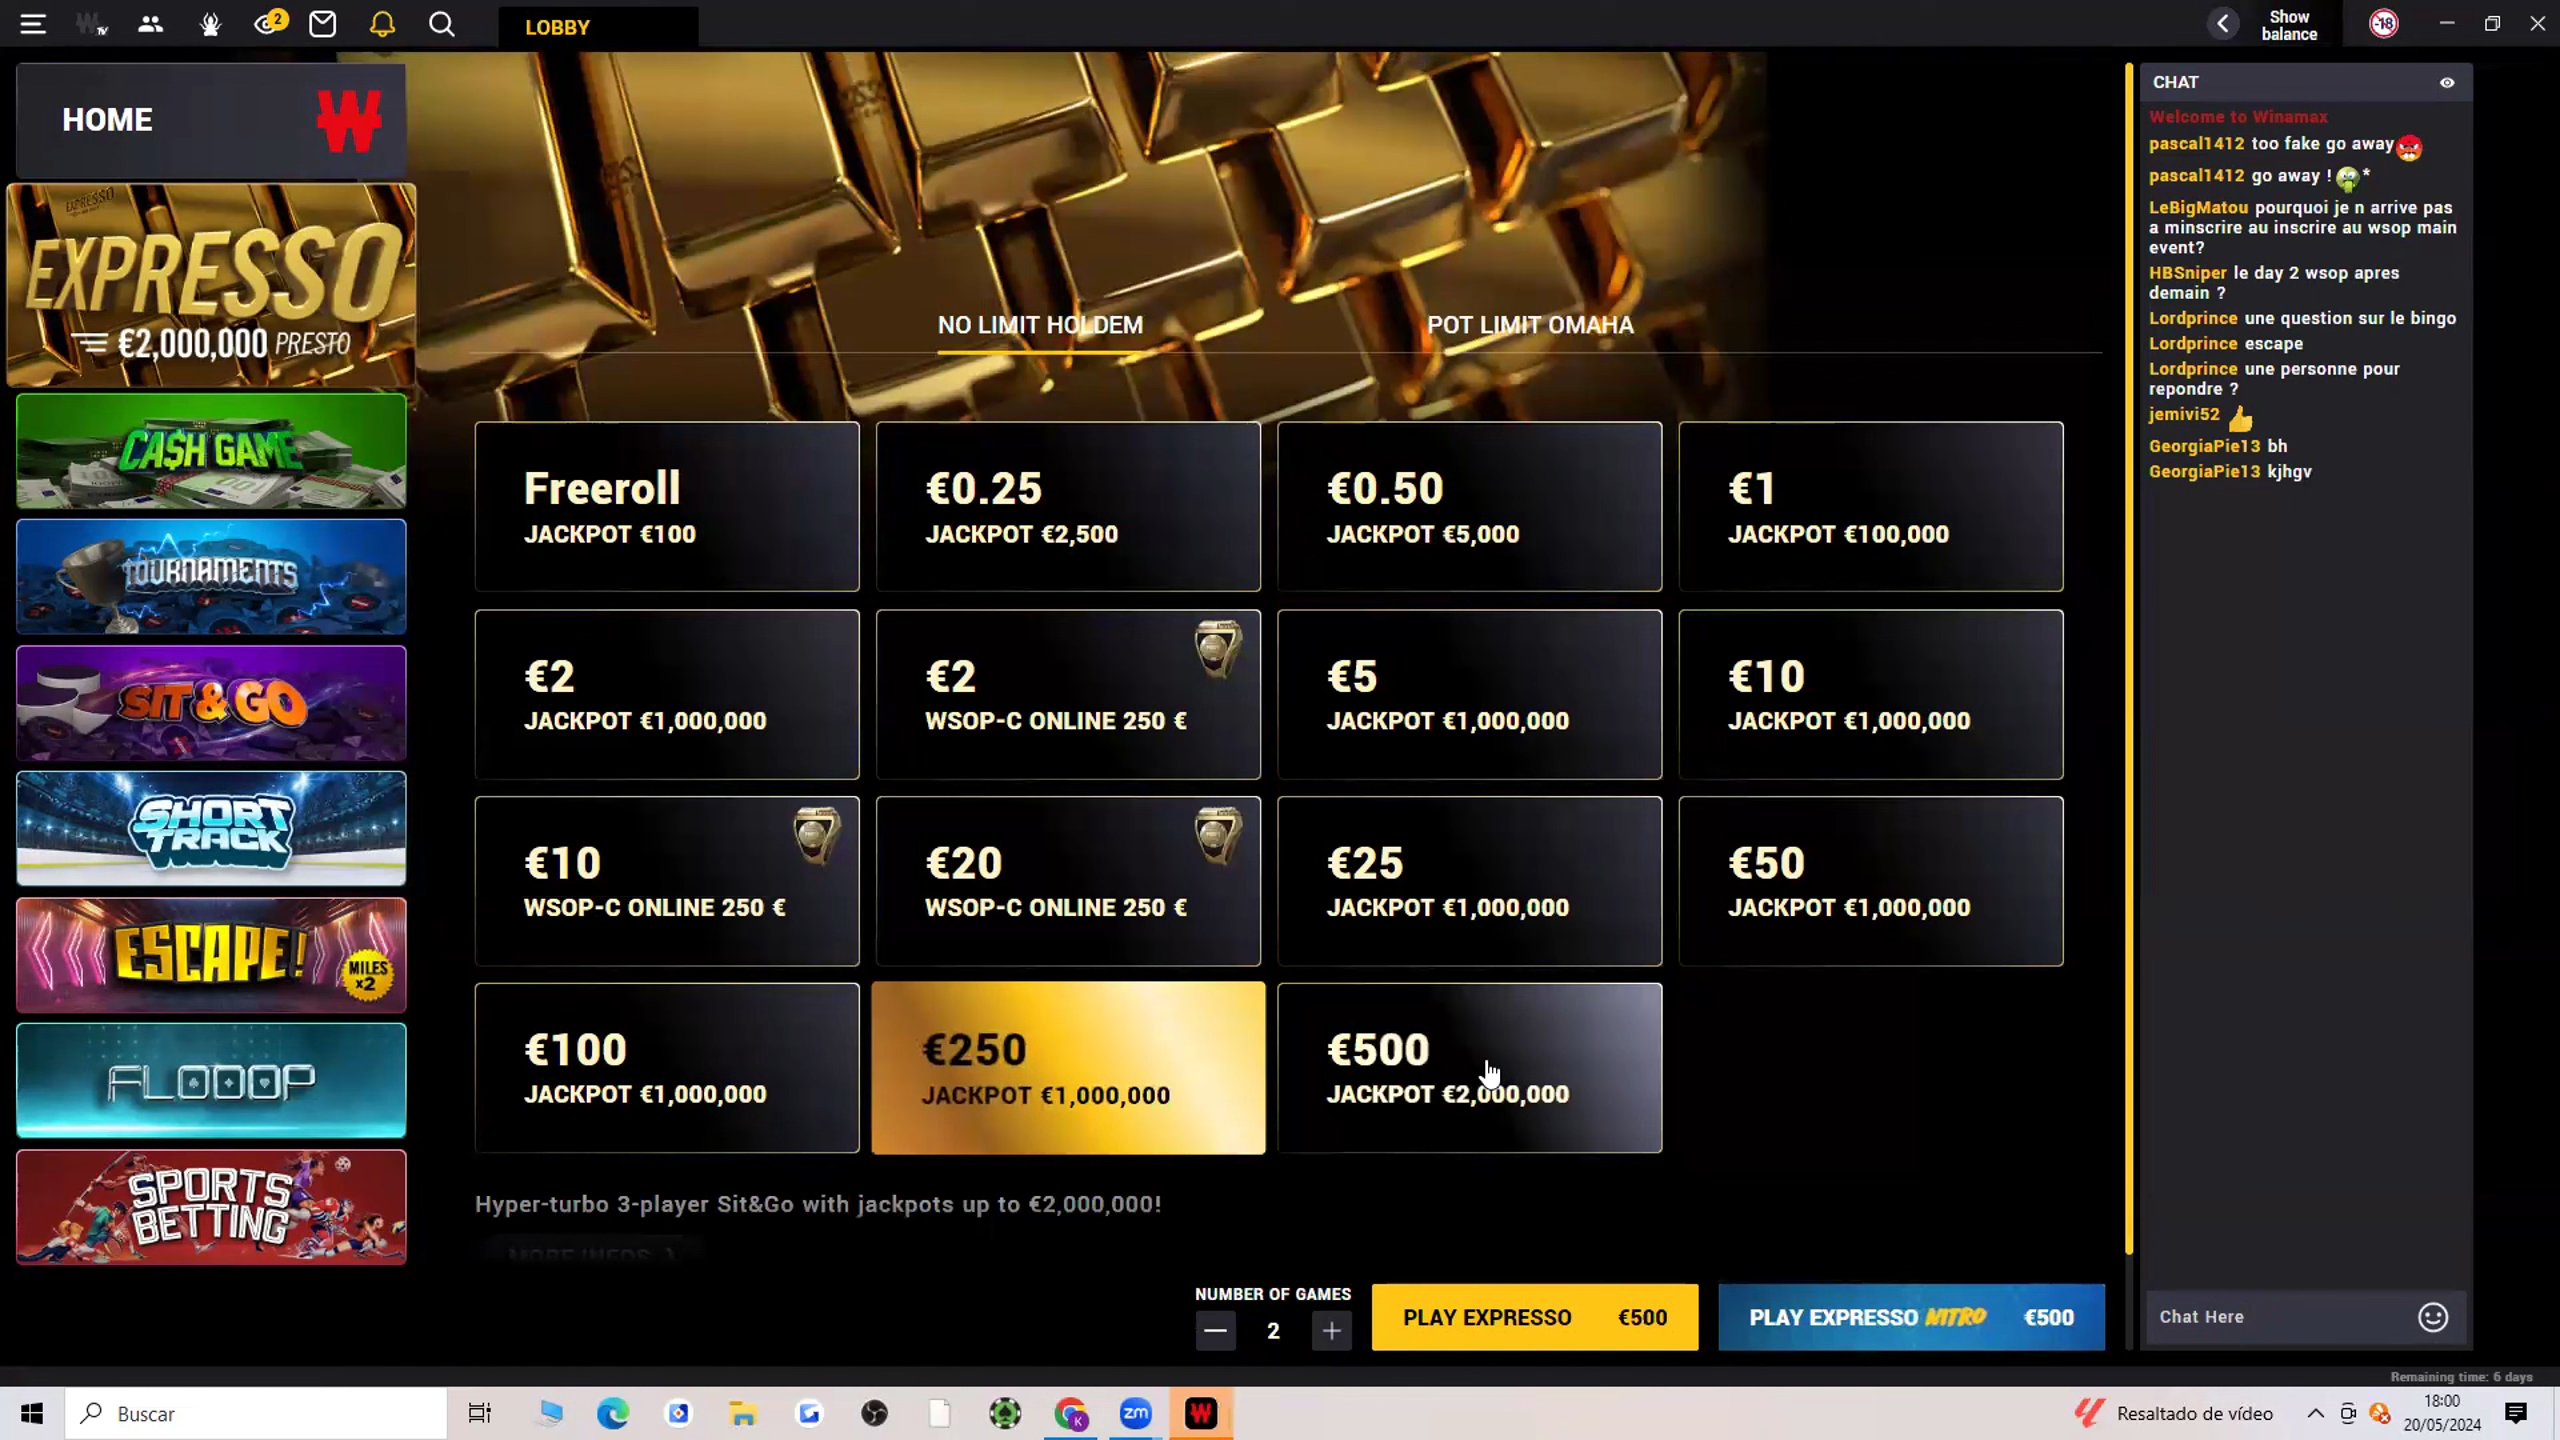 2
LOBBY
Show
balance
-18
HOME
EXPRESSO
€2,000,000 PRESTO
CA$H GAME
TOURNAMENTS
SIT & GO
SHORT
TRACK
ESCAPE!
MILES
x2
FLOOOP
SPORTS
BETTING
NO LIMIT HOLDEM
POT LIMIT OMAHA
Freeroll
JACKPOT €100
€0.25
JACKPOT €2,500
€0.50
JACKPOT €5,000
€1
JACKPOT €100,000
€2
JACKPOT €1,000,000
€2
WSOP-C ONLINE 250 €
€5
JACKPOT €1,000,000
€10
JACKPOT €1,000,000
€10
WSOP-C ONLINE 250 €
€20
WSOP-C ONLINE 250 €
€25
JACKPOT €1,000,000
€50
JACKPOT €1,000,000
€100
JACKPOT €1,000,000
€250
JACKPOT €1,000,000
€500
JACKPOT €2,000,000
Hyper-turbo 3-player Sit&Go with jackpots up to €2,000,000!
MORE INFOS
NUMBER OF GAMES
2
PLAY EXPRESSO €500
PLAY EXPRESSO NITRO €500
CHAT
Welcome to Winamax
pascal1412 too fake go away
pascal1412 go away ! *
LeBigMatou pourquoi je n arrive pas
a minscrire au inscrire au wsop main
event?
HBSniper le day 2 wsop apres
demain ?
Lordprince une question sur le bingo
Lordprince escape
Lordprince une personne pour
repondre ?
jemivi52
GeorgiaPie13 bh
GeorgiaPie13 kjhgv
Chat Here
Remaining time: 6 days
Buscar
K
zm
Resaltado de vídeo
18:00
20/05/2024